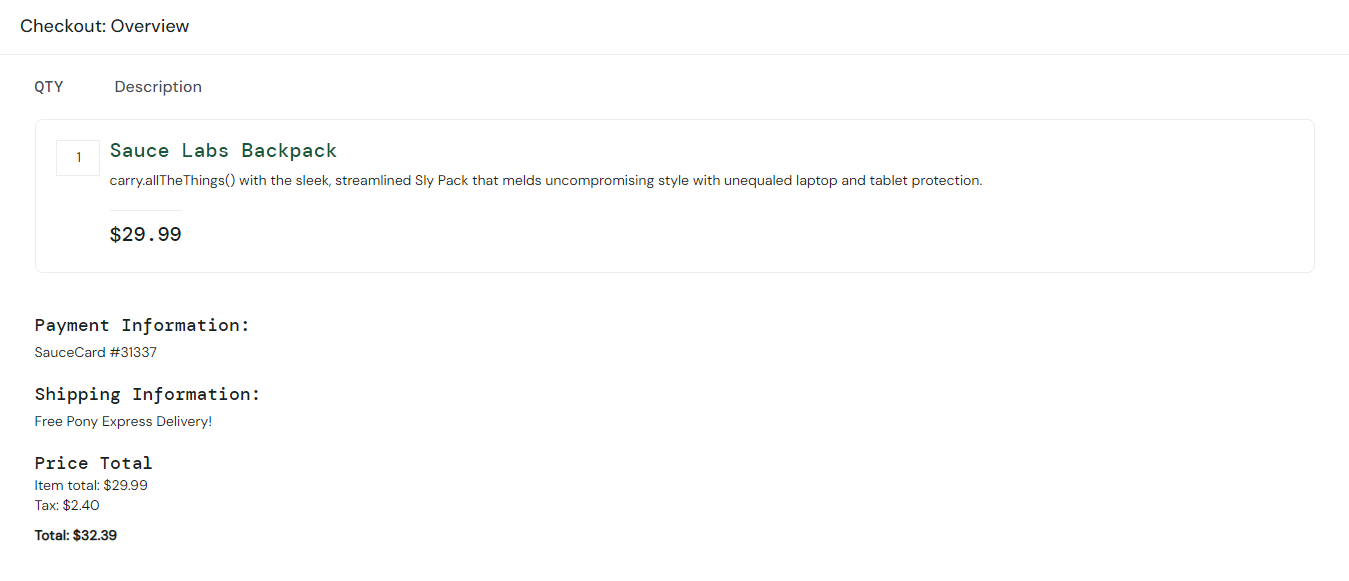 Checkout: Overview
QTY Description
1 Sauce Labs Backpack
carry.allTheThings() with the sleek, streamlined Sly Pack that melds uncompromising style with unequaled laptop and tablet protection.
$29.99
Payment Information:
SauceCard #31337
Shipping Information:
Free Pony Express Delivery!
Price Total
Item total: $29.99
Tax: $2.40
Total: $32.39